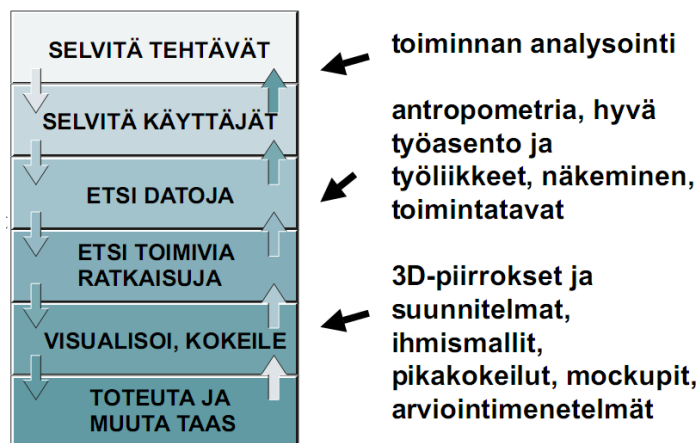 SELVITÄ TEHTÄVÄT
SELVITÄ KÄYTTÄJÄT
ETSI DATOJA
ETSI TOIMIVIA
RATKAISUJA
VISUALISOI, KOKEILE
TOTEUTA JA
MUUTA TAAS
toiminnan analysointi
antropometria, hyvä
työasento ja
työliikkeet, näkeminen,
toimintatavat
3D-piirrokset ja
suunnitelmat,
ihmismallit,
pikakokeilut, mockupit,
arviointimenetelmät